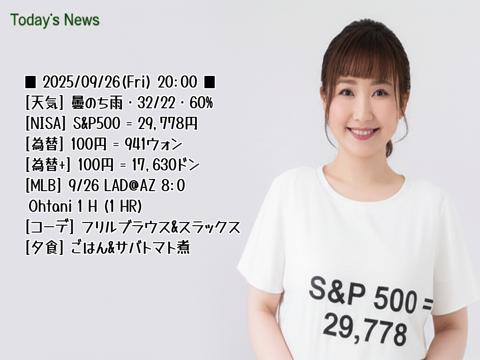 Today's News
■ 2025/09/26(Fri) 20:00 ■
[天気] 曇のち雨・32/22・60%
[NISA] S&P500 = 29,778円
[為替] 100円 = 941ウォン
[為替+] 100円 = 17,630ドン
[MLB] 9/26 LAD@AZ 8:0
Ohtani 1 H (1 HR)
[コーデ] フリルブラウス&スラックス
[夕食] ごはん&サバトマト煮
S&P 500 =
29,778